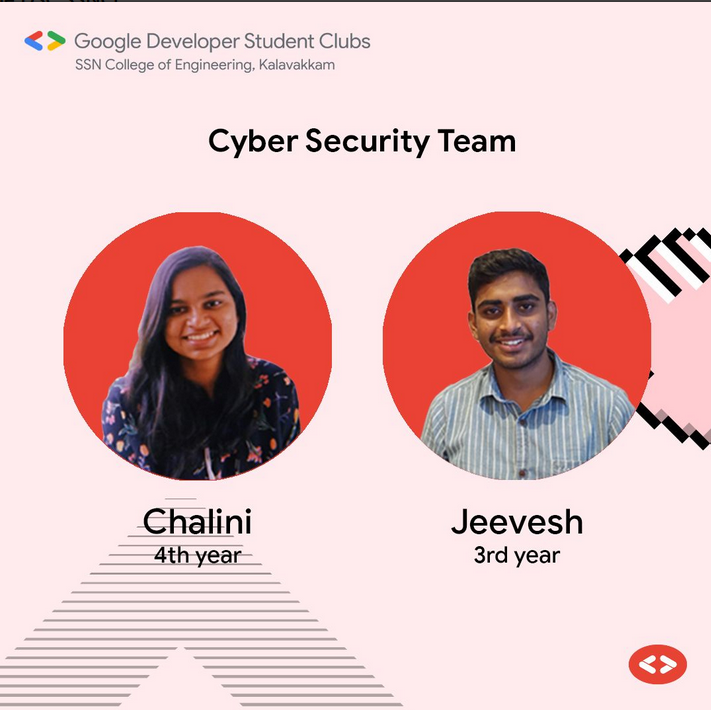 Google Developer Student Clubs
SSN College of Engineering, Kalavakkam
Cyber Security Team
Chalini
4th year
Jeevesh
3rd year